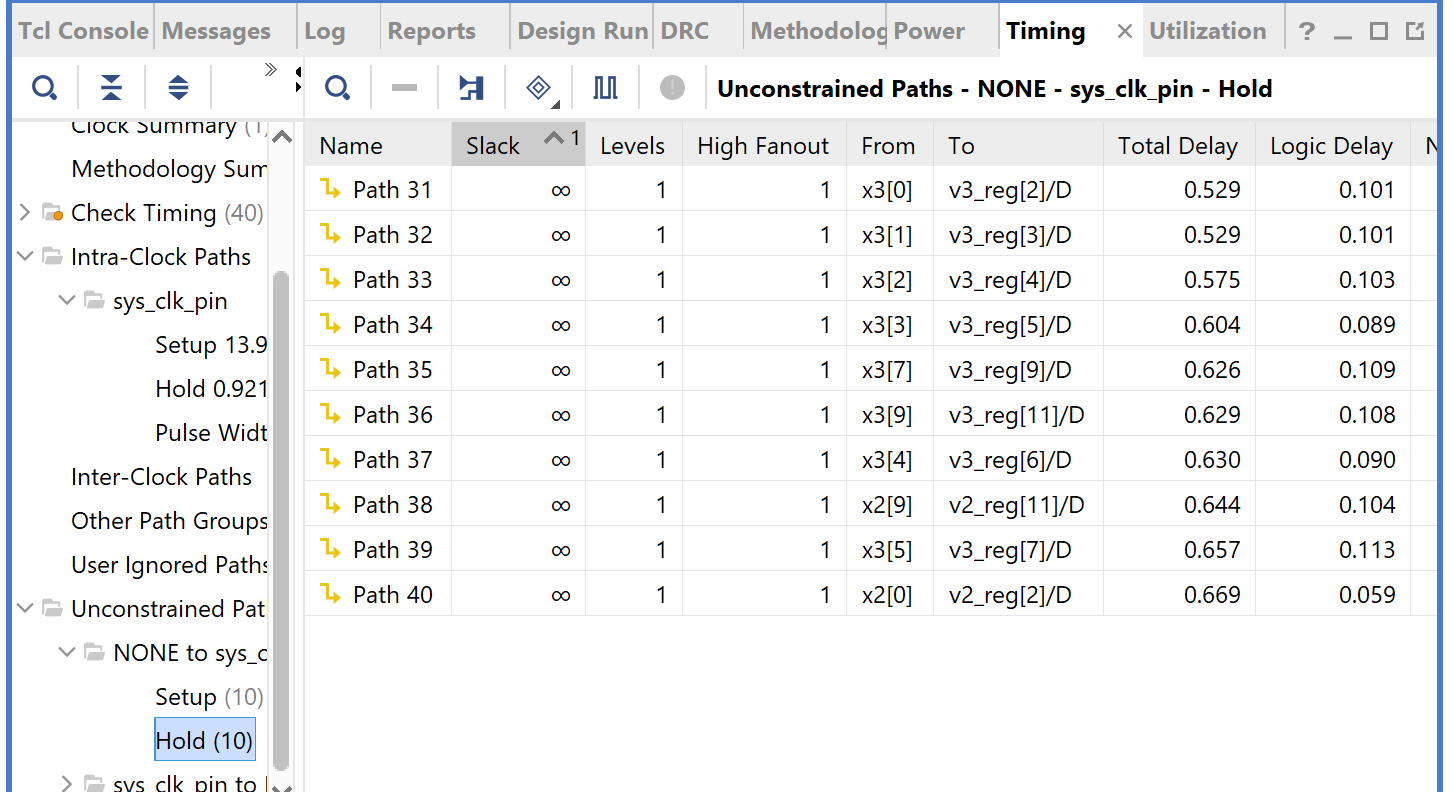 Tcl Console Messages Log Reports Design Run DRC Methodolog Power Timing × Utilization ?
Unconstrained Paths - NONE - sys_clk_pin - Hold
Clock Summary (1)
Methodology Sum
Check Timing (40)
Intra-Clock Paths
sys_clk_pin
Setup 13.9
Hold 0.921
Pulse Widt
Inter-Clock Paths
Other Path Groups
User Ignored Paths
Unconstrained Pat
NONE to sys_c
Setup (10)
Hold (10)
sys_clk_pin to
Name Slack 1 Levels High Fanout From To Total Delay Logic Delay N
Path 31 ∞ 1 1 x3[0] v3_reg[2]/D 0.529 0.101
Path 32 ∞ 1 1 x3[1] v3_reg[3]/D 0.529 0.101
Path 33 ∞ 1 1 x3[2] v3_reg[4]/D 0.575 0.103
Path 34 ∞ 1 1 x3[3] v3_reg[5]/D 0.604 0.089
Path 35 ∞ 1 1 x3[7] v3_reg[9]/D 0.626 0.109
Path 36 ∞ 1 1 x3[9] v3_reg[11]/D 0.629 0.108
Path 37 ∞ 1 1 x3[4] v3_reg[6]/D 0.630 0.090
Path 38 ∞ 1 1 x2[9] v2_reg[11]/D 0.644 0.104
Path 39 ∞ 1 1 x3[5] v3_reg[7]/D 0.657 0.113
Path 40 ∞ 1 1 x2[0] v2_reg[2]/D 0.669 0.059